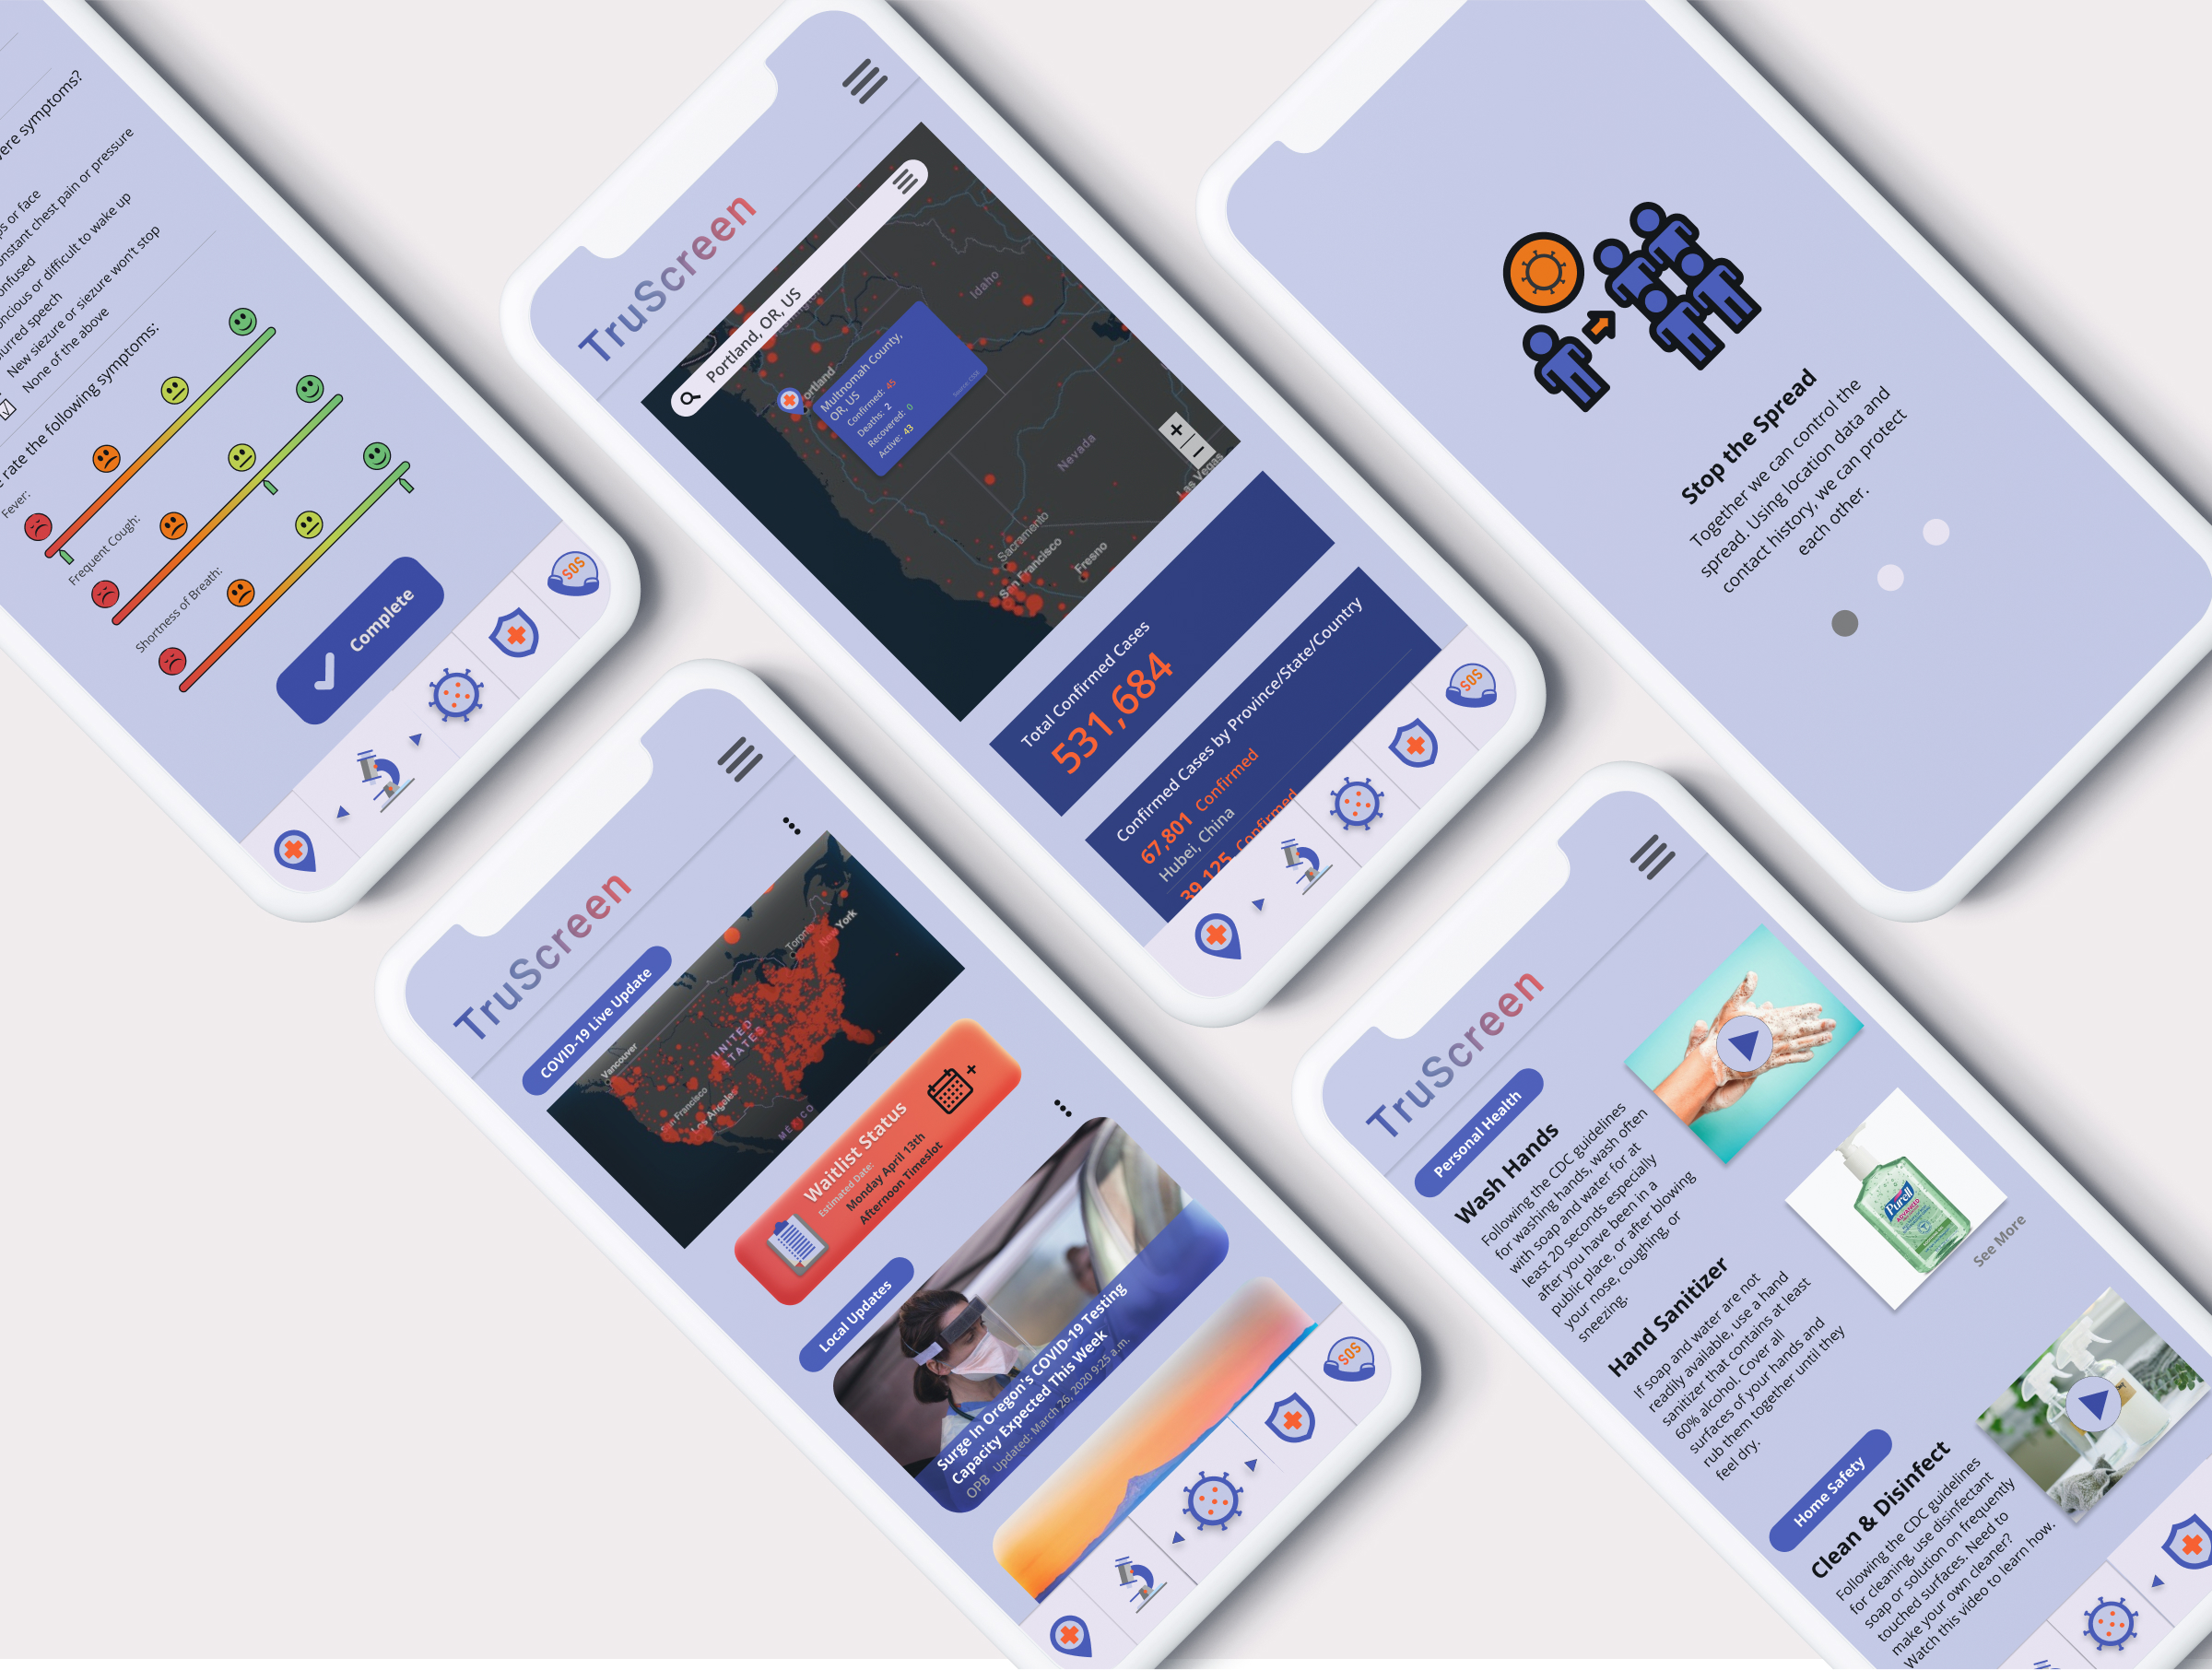 ere symptoms?
s or face
onstant chest pain or pressure
onfused
oncious or difficult to wake up
lurred speech
New siezure or siezure won't stop
None of the above
e rate the following symptoms:
Fever:
Frequent Cough:
Shortness of Breath:
Complete
SOS
TruScreen
Portland, OR, US
Idaho
ortland
Multnomah County,
OR, US
Confirmed: 45
Deaths: 2
Recovered: 0
Active: 43
Nevada
+
−
Las Vegas
Sacramento
San Francisco
Fresno
Total Confirmed Cases
531,684
Confirmed Cases by Province/State/Country
67,801 Confirmed
Hubei, China
39,125 Confirmed
SOS
Stop the Spread
Together we can control the
spread. Using location data and
contact history, we can protect
each other.
TruScreen
COVID-19 Live Update
Toron
New York
Vancouver
UNITED
STATES
San Francisco
Los Angeles
MEXICO
Waitlist Status
Estimated Date:
Monday April 13th
Afternoon Timeslot
Local Updates
Surge In Oregon's COVID-19 Testing
Capacity Expected This Week
OPB Updated: March 26, 2020 9:25 a.m.
SOS
TruScreen
Personal Health
Wash Hands
Following the CDC guidelines
for washing hands, wash often
with soap and water for at
least 20 seconds especially
after you have been in a
public place, or after blowing
your nose, coughing, or
sneezing.
Hand Sanitizer
If soap and water are not
readily available, use a hand
sanitizer that contains at least
60% alcohol. Cover all
surfaces of your hands and
rub them together until they
feel dry.
Purell
ADVANCED
See More
Home Safety
Clean & Disinfect
Following the CDC guidelines
for cleaning, use disinfectant
soap or solution on frequently
touched surfaces. Need to
make your own cleaner?
Watch this video to learn how.